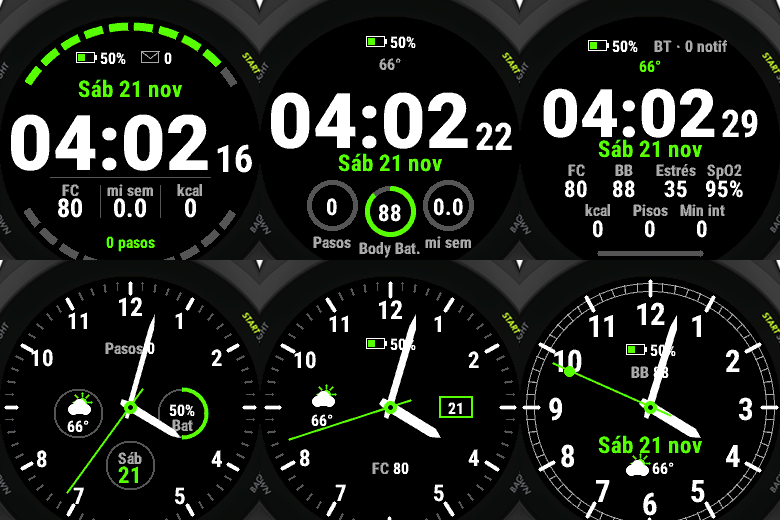 50% 0
Sáb 21 nov
04:02 16
FC mi sem kcal
80 0.0 0
0 pasos
START
50%
66°
04:02 22
Sáb 21 nov
0 88 0.0
Pasos Body Bat. mi sem
START
50% BT · 0 notif
66°
04:02 29
Sáb 21 nov
FC BB Estrés SpO2
80 88 35 95%
kcal Pisos Min int
0 0 0
12
11 1
Pasos 0
10 2
66° 50%
Bat
Sáb
21
8 4
7 5
START
12
11 1
50%
10 2
66° 21
FC 80
8 4
7 5
START
12
11 1
50%
10 2
BB 88
9 3
Sáb 21 nov
8 66° 4
7 5
6